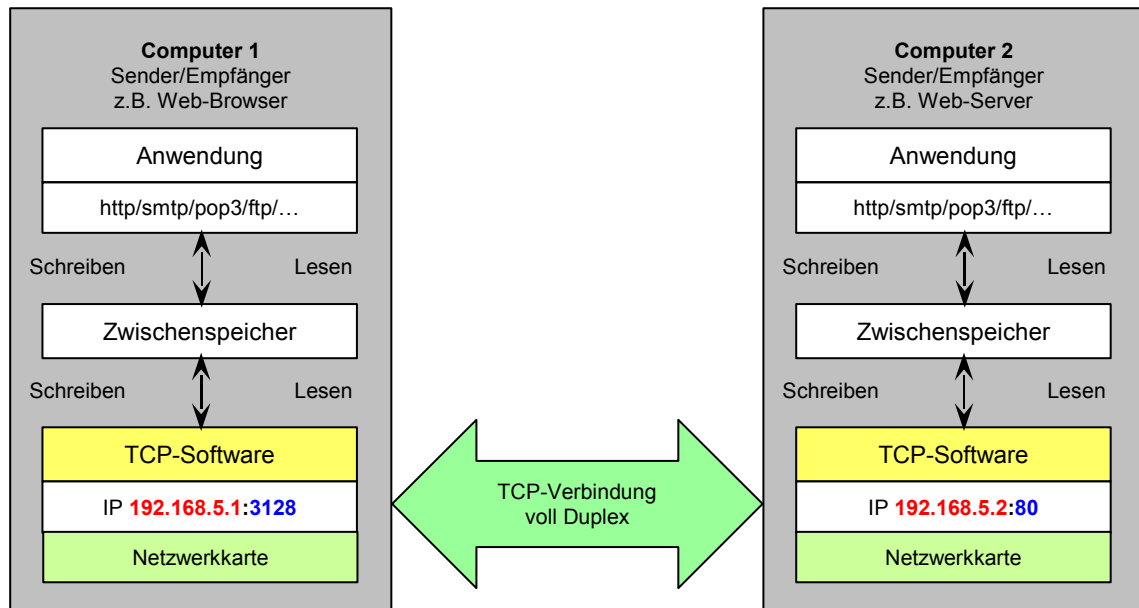 Computer 1
Sender/Empfänger
z.B. Web-Browser
Anwendung
http/smtp/pop3/ftp/…
Schreiben
Lesen
Zwischenspeicher
Schreiben
Lesen
TCP-Software
IP 192.168.5.1:3128
Netzwerkkarte
TCP-Verbindung
voll Duplex
Computer 2
Sender/Empfänger
z.B. Web-Server
Anwendung
http/smtp/pop3/ftp/…
Schreiben
Lesen
Zwischenspeicher
Schreiben
Lesen
TCP-Software
IP 192.168.5.2:80
Netzwerkkarte